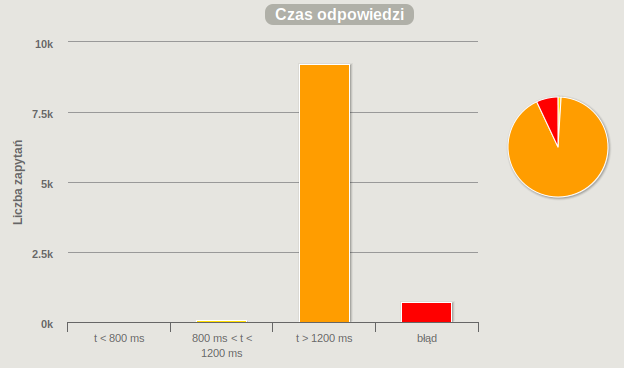 Czas odpowiedzi
10k
7.5k
5k
2.5k
0k
Liczba zapytań
t < 800 ms
800 ms < t <
1200 ms
t > 1200 ms
błąd